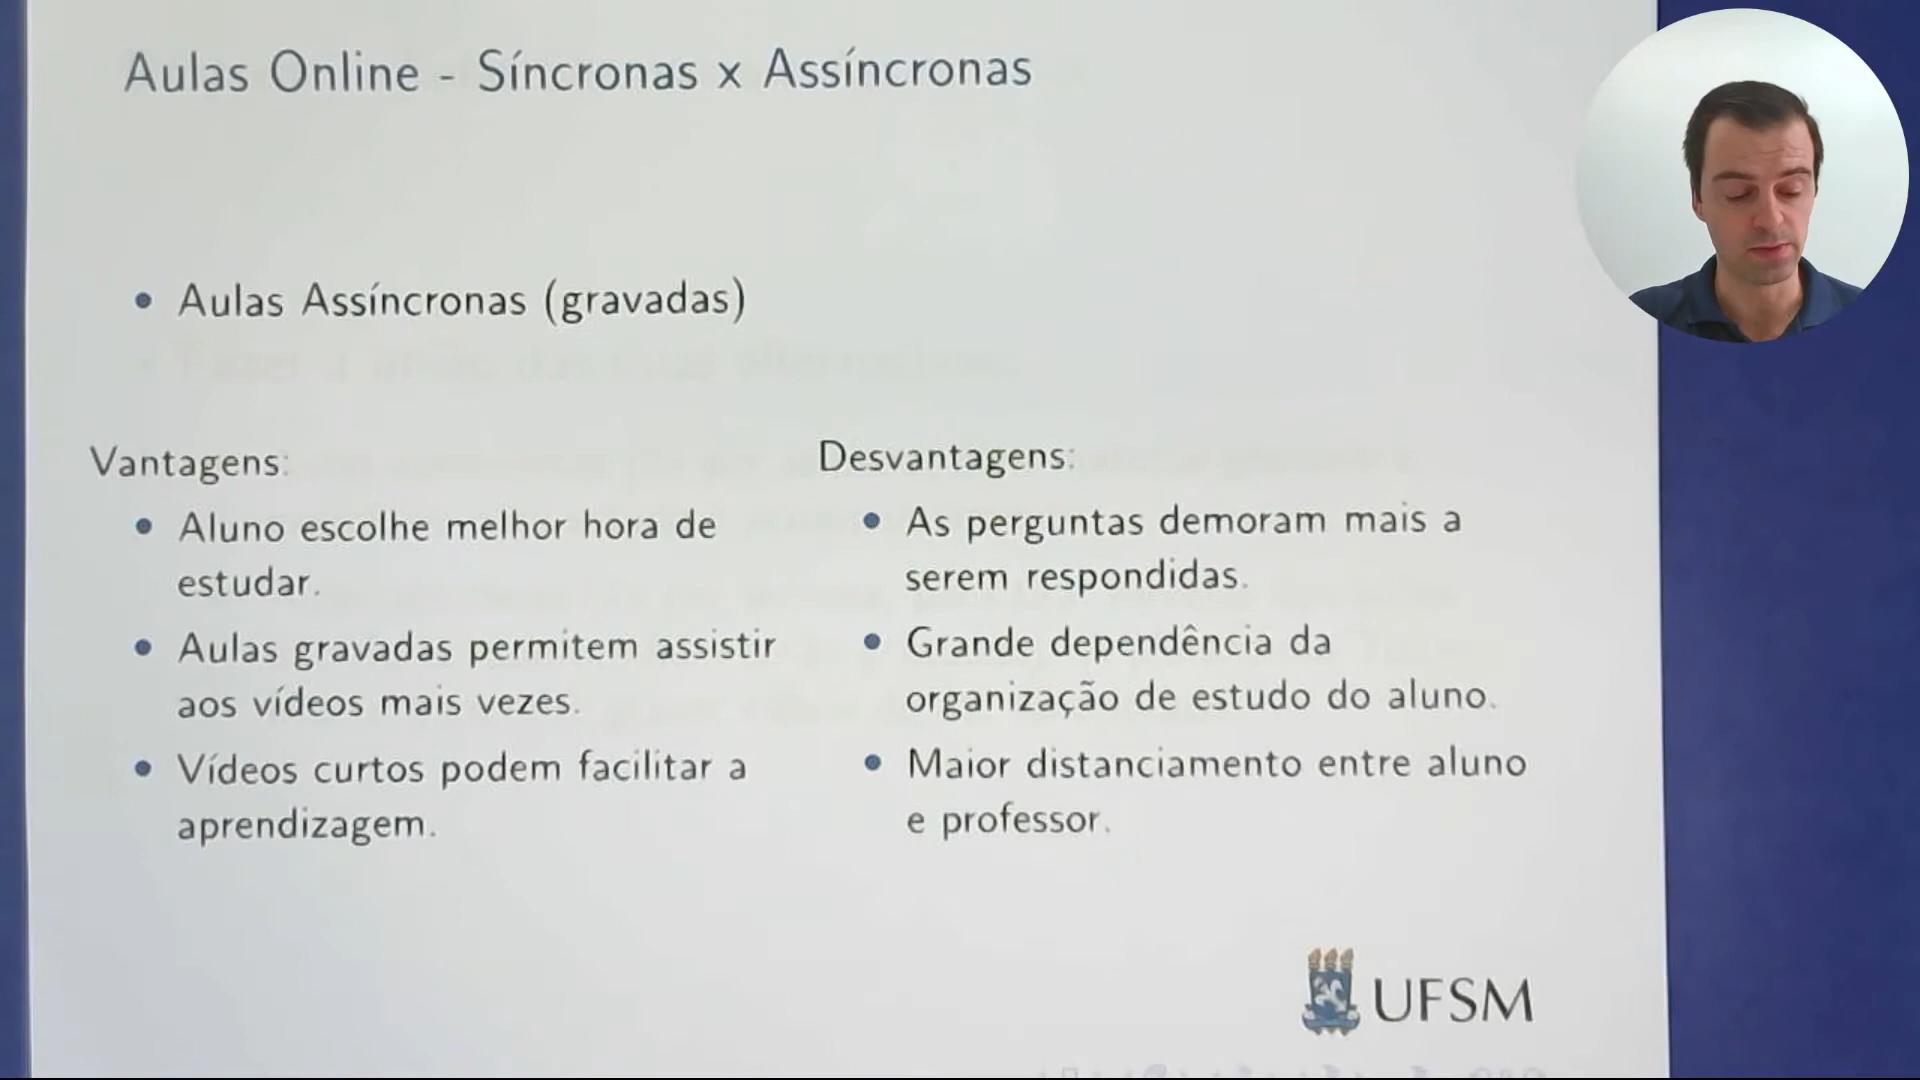 Aulas Online - Síncronas x Assíncronas
Aulas Assíncronas (gravadas)
Vantagens:
Aluno escolhe melhor hora de
estudar.
Aulas gravadas permitem assistir
aos vídeos mais vezes.
Vídeos curtos podem facilitar a
aprendizagem.
Desvantagens:
As perguntas demoram mais a
serem respondidas.
Grande dependência da
organização de estudo do aluno.
Maior distanciamento entre aluno
e professor.
UFSM